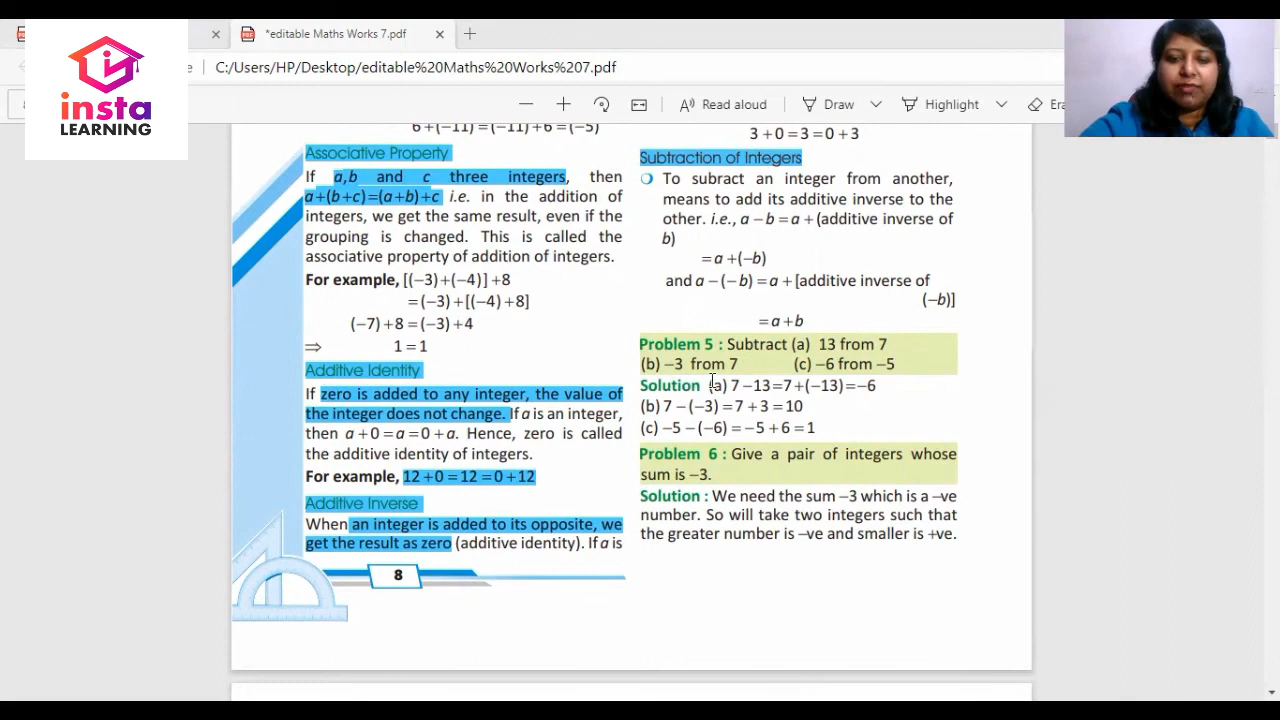 *editable Maths Works 7.pdf
C:/Users/HP/Desktop/editable%20Maths%20Works%207.pdf
Read aloud
Draw
Highlight
insta
LEARNING
6+(−11)=(−11)+6=(−5)
Associative Property
If a,b and c three integers, then
a+(b+c)=(a+b)+c i.e. in the addition of
integers, we get the same result, even if the
grouping is changed. This is called the
associative property of addition of integers.
For example, [(−3)+(−4)]+8
=(−3)+[(−4)+8]
(−7)+8=(−3)+4
⇒ 1=1
Additive Identity
If zero is added to any integer, the value of
the integer does not change. If a is an integer,
then a+0=a=0+a. Hence, zero is called
the additive identity of integers.
For example, 12+0=12=0+12
Additive Inverse
When an integer is added to its opposite, we
get the result as zero (additive identity). If a is
8
3+0=3=0+3
Subtraction of Integers
To subtract an integer from another,
means to add its additive inverse to the
other. i.e., a−b=a+(additive inverse of
b)
=a+(−b)
and a−(−b)=a+[additive inverse of
(−b)]
=a+b
Problem 5 : Subtract (a) 13 from 7
(b) −3 from 7 (c) −6 from −5
Solution (a) 7−13=7+(−13)=−6
(b) 7−(−3)=7+3=10
(c) −5−(−6)=−5+6=1
Problem 6 : Give a pair of integers whose
sum is −3.
Solution : We need the sum −3 which is a −ve
number. So will take two integers such that
the greater number is −ve and smaller is +ve.